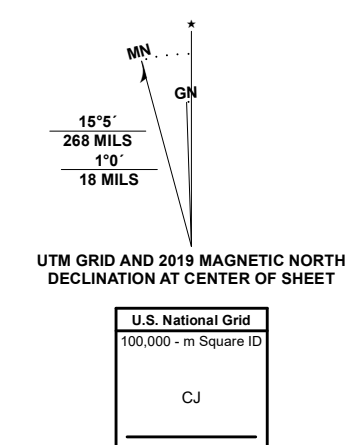 ★
MN
GN
15°5´
268 MILS
1°0´
18 MILS
UTM GRID AND 2019 MAGNETIC NORTH
DECLINATION AT CENTER OF SHEET
U.S. National Grid
100,000 - m Square ID
CJ